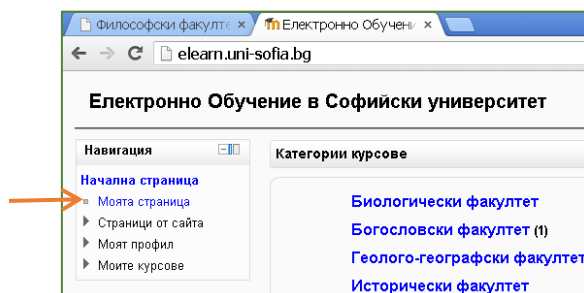 Философски факулте × Електронно Обучени ×
elearn.uni-sofia.bg
Електронно Обучение в Софийски университет
Навигация
Начална страница
Моята страница
Страници от сайта
Моят профил
Моите курсове
Категории курсове
Биологически факултет
Богословски факултет (1)
Геолого-географски факултет
Исторически факултет